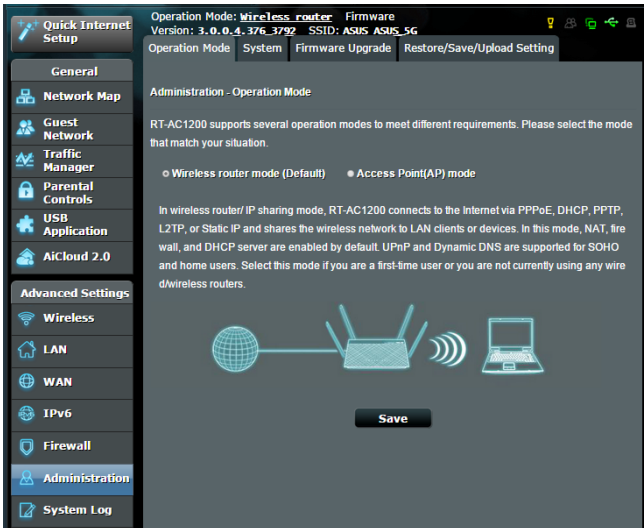 Quick Internet
Setup
Operation Mode: Wireless router Firmware
Version: 3.0.0.4.376_3792 SSID: ASUS ASUS_5G
Operation Mode System Firmware Upgrade Restore/Save/Upload Setting
General
Network Map
Guest
Network
Traffic
Manager
Parental
Controls
USB
Application
AiCloud 2.0
Advanced Settings
Wireless
LAN
WAN
IPv6
Firewall
Administration
System Log
Administration - Operation Mode
RT-AC1200 supports several operation modes to meet different requirements. Please select the mode
that match your situation.
Wireless router mode (Default) Access Point(AP) mode
In wireless router/ IP sharing mode, RT-AC1200 connects to the Internet via PPPoE, DHCP, PPTP,
L2TP, or Static IP and shares the wireless network to LAN clients or devices. In this mode, NAT, fire
wall, and DHCP server are enabled by default. UPnP and Dynamic DNS are supported for SOHO
and home users. Select this mode if you are a first-time user or you are not currently using any wire
d/wireless routers.
Save